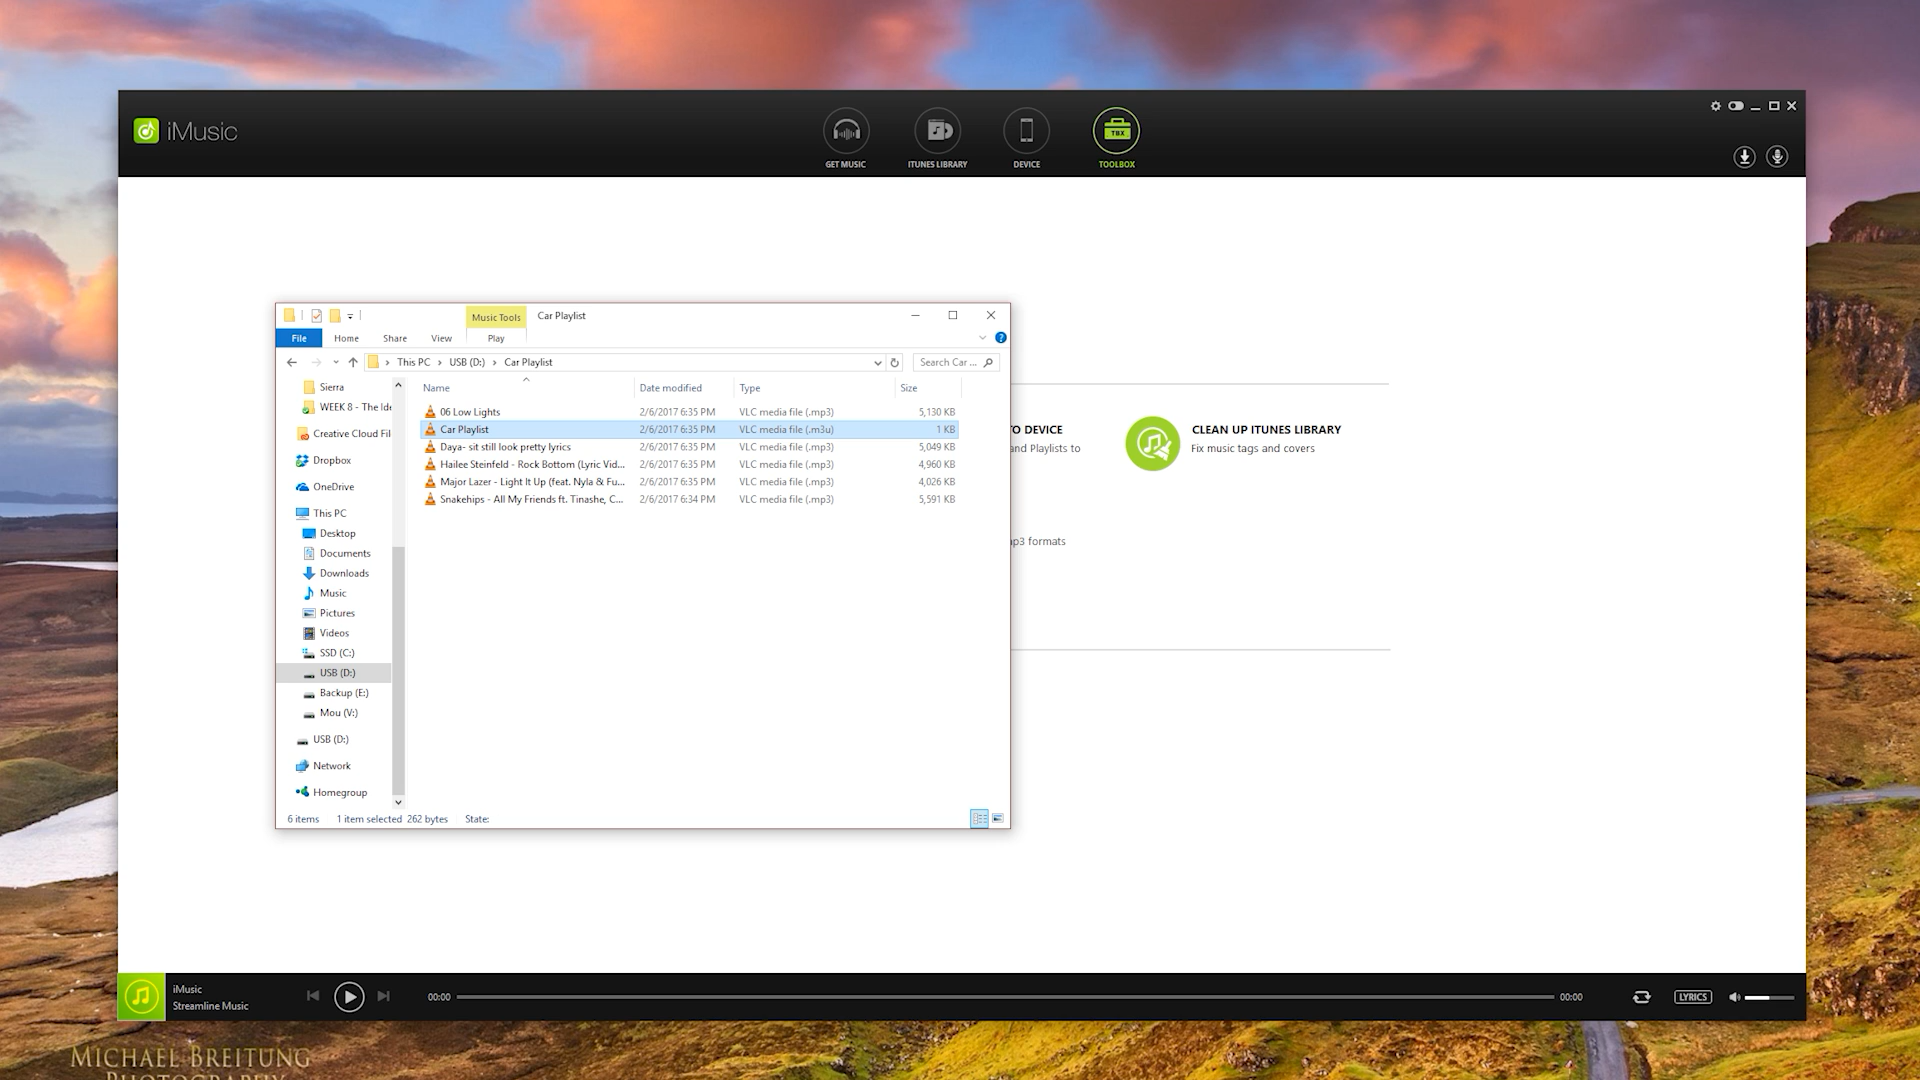 iMusic
GET MUSIC
ITUNES LIBRARY
DEVICE
TBX
TOOLBOX
Music Tools
Car Playlist
File
Home
Share
View
Play
This PC
USB (D:)
Car Playlist
Search Car ...
Name
Date modified
Type
Size
06 Low Lights 2/6/2017 6:35 PM VLC media file (.mp3) 5,130 KB
Car Playlist 2/6/2017 6:35 PM VLC media file (.m3u) 1 KB
Daya- sit still look pretty lyrics 2/6/2017 6:35 PM VLC media file (.mp3) 5,049 KB
Hailee Steinfeld - Rock Bottom (Lyric Vid... 2/6/2017 6:35 PM VLC media file (.mp3) 4,960 KB
Major Lazer - Light It Up (feat. Nyla & Fu... 2/6/2017 6:35 PM VLC media file (.mp3) 4,026 KB
Snakehips - All My Friends ft. Tinashe, C... 2/6/2017 6:34 PM VLC media file (.mp3) 5,591 KB
Sierra
WEEK 8 - The Ide
Creative Cloud Fil
Dropbox
OneDrive
This PC
Desktop
Documents
Downloads
Music
Pictures
Videos
SSD (C:)
USB (D:)
Backup (E:)
Mou (V:)
USB (D:)
Network
Homegroup
6 items 1 item selected 262 bytes State:
TO DEVICE
and Playlists to
mp3 formats
CLEAN UP ITUNES LIBRARY
Fix music tags and covers
iMusic
Streamline Music
00:00
00:00
LYRICS
MICHAEL BREITUNG
PHOTOGRAPHY